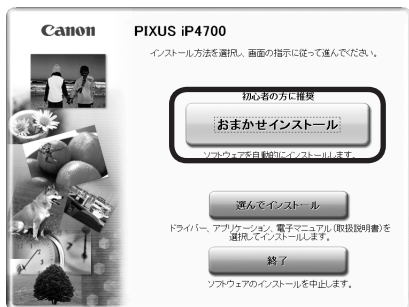 Canon
PIXUS iP4700
インストール方法を選択し、画面の指示に従って進んでください。
初心者の方に推奨
おまかせインストール
ソフトウェアを自動的にインストールします。
選んでインストール
ドライバー、アプリケーション、電子マニュアル(取扱説明書)を
選択してインストールします。
終了
ソフトウェアのインストールを中止します。